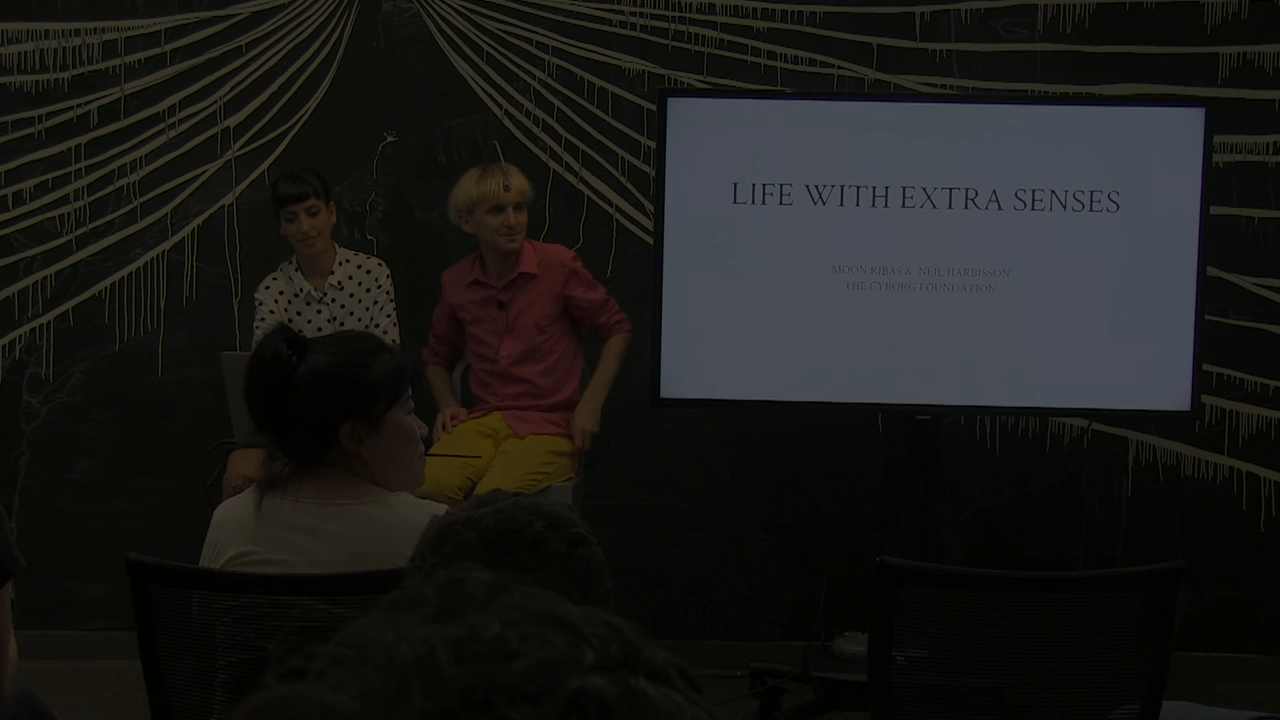 LIFE WITH EXTRA SENSES
MOON RIBAS & NEIL HARBISSON
THE CYBORG FOUNDATION